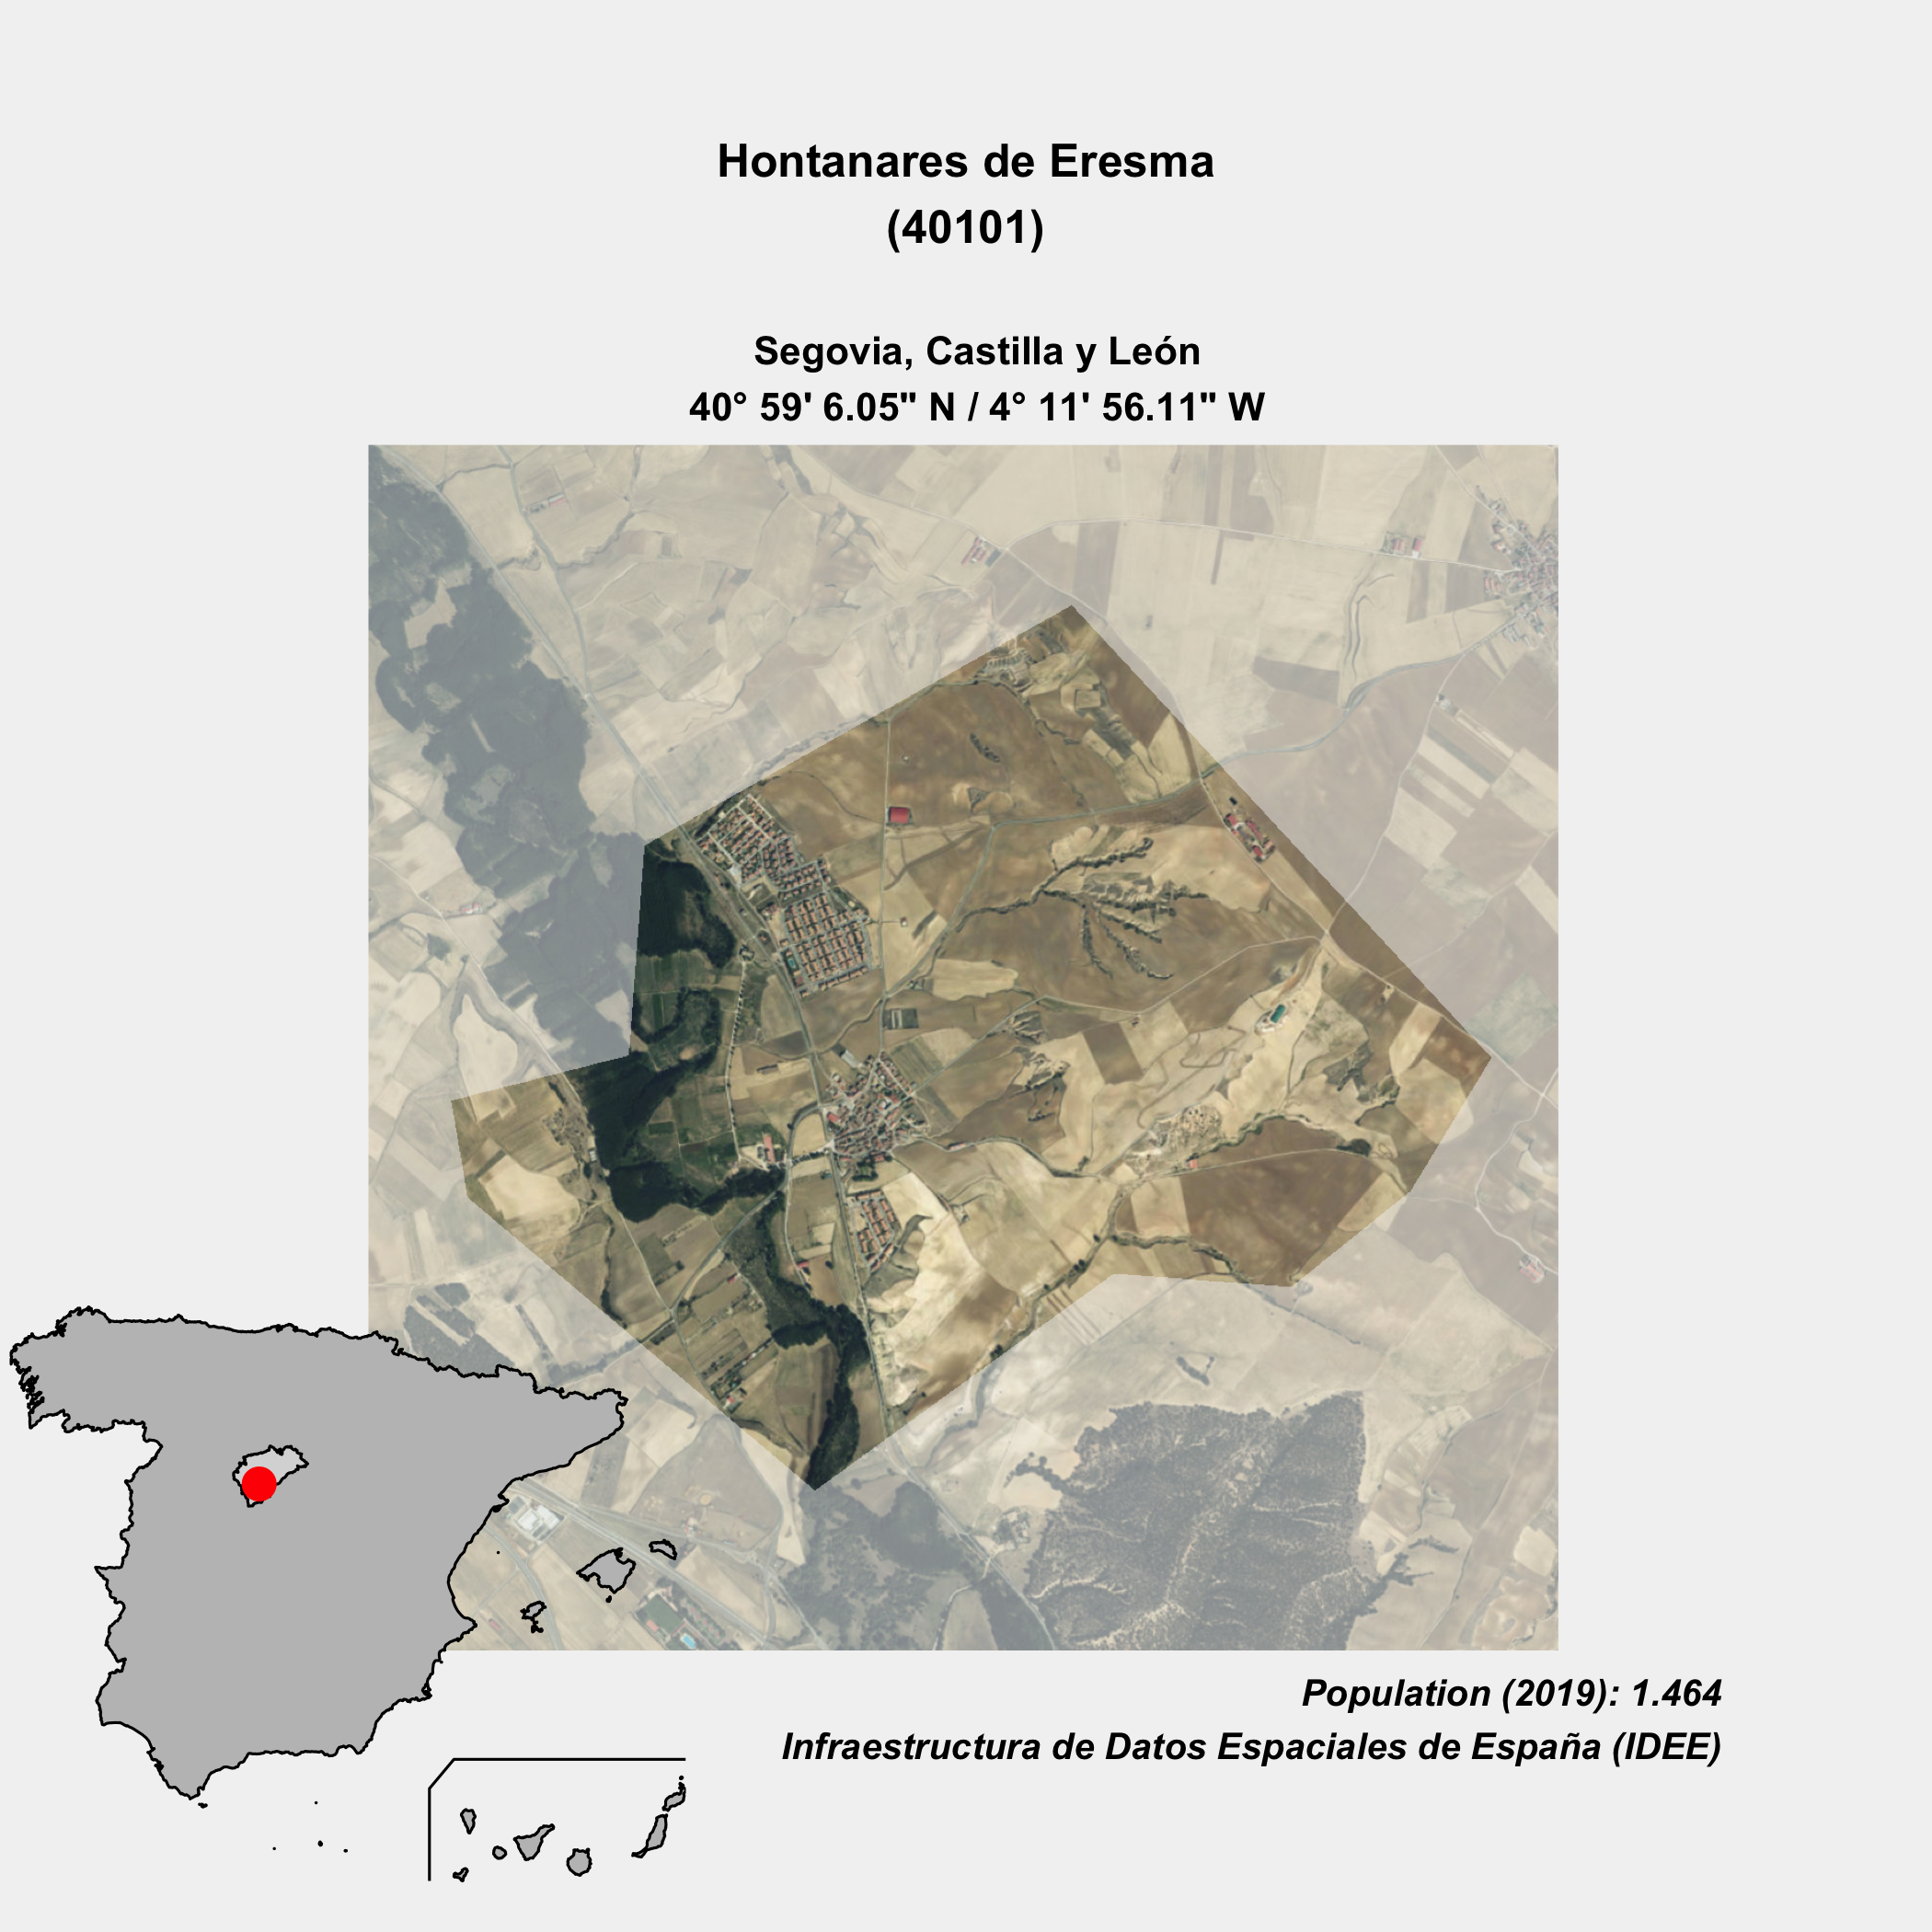 Hontanares de Eresma
(40101)
Segovia, Castilla y León
40° 59' 6.05" N / 4° 11' 56.11" W
Population (2019): 1.464
Infraestructura de Datos Espaciales de España (IDEE)